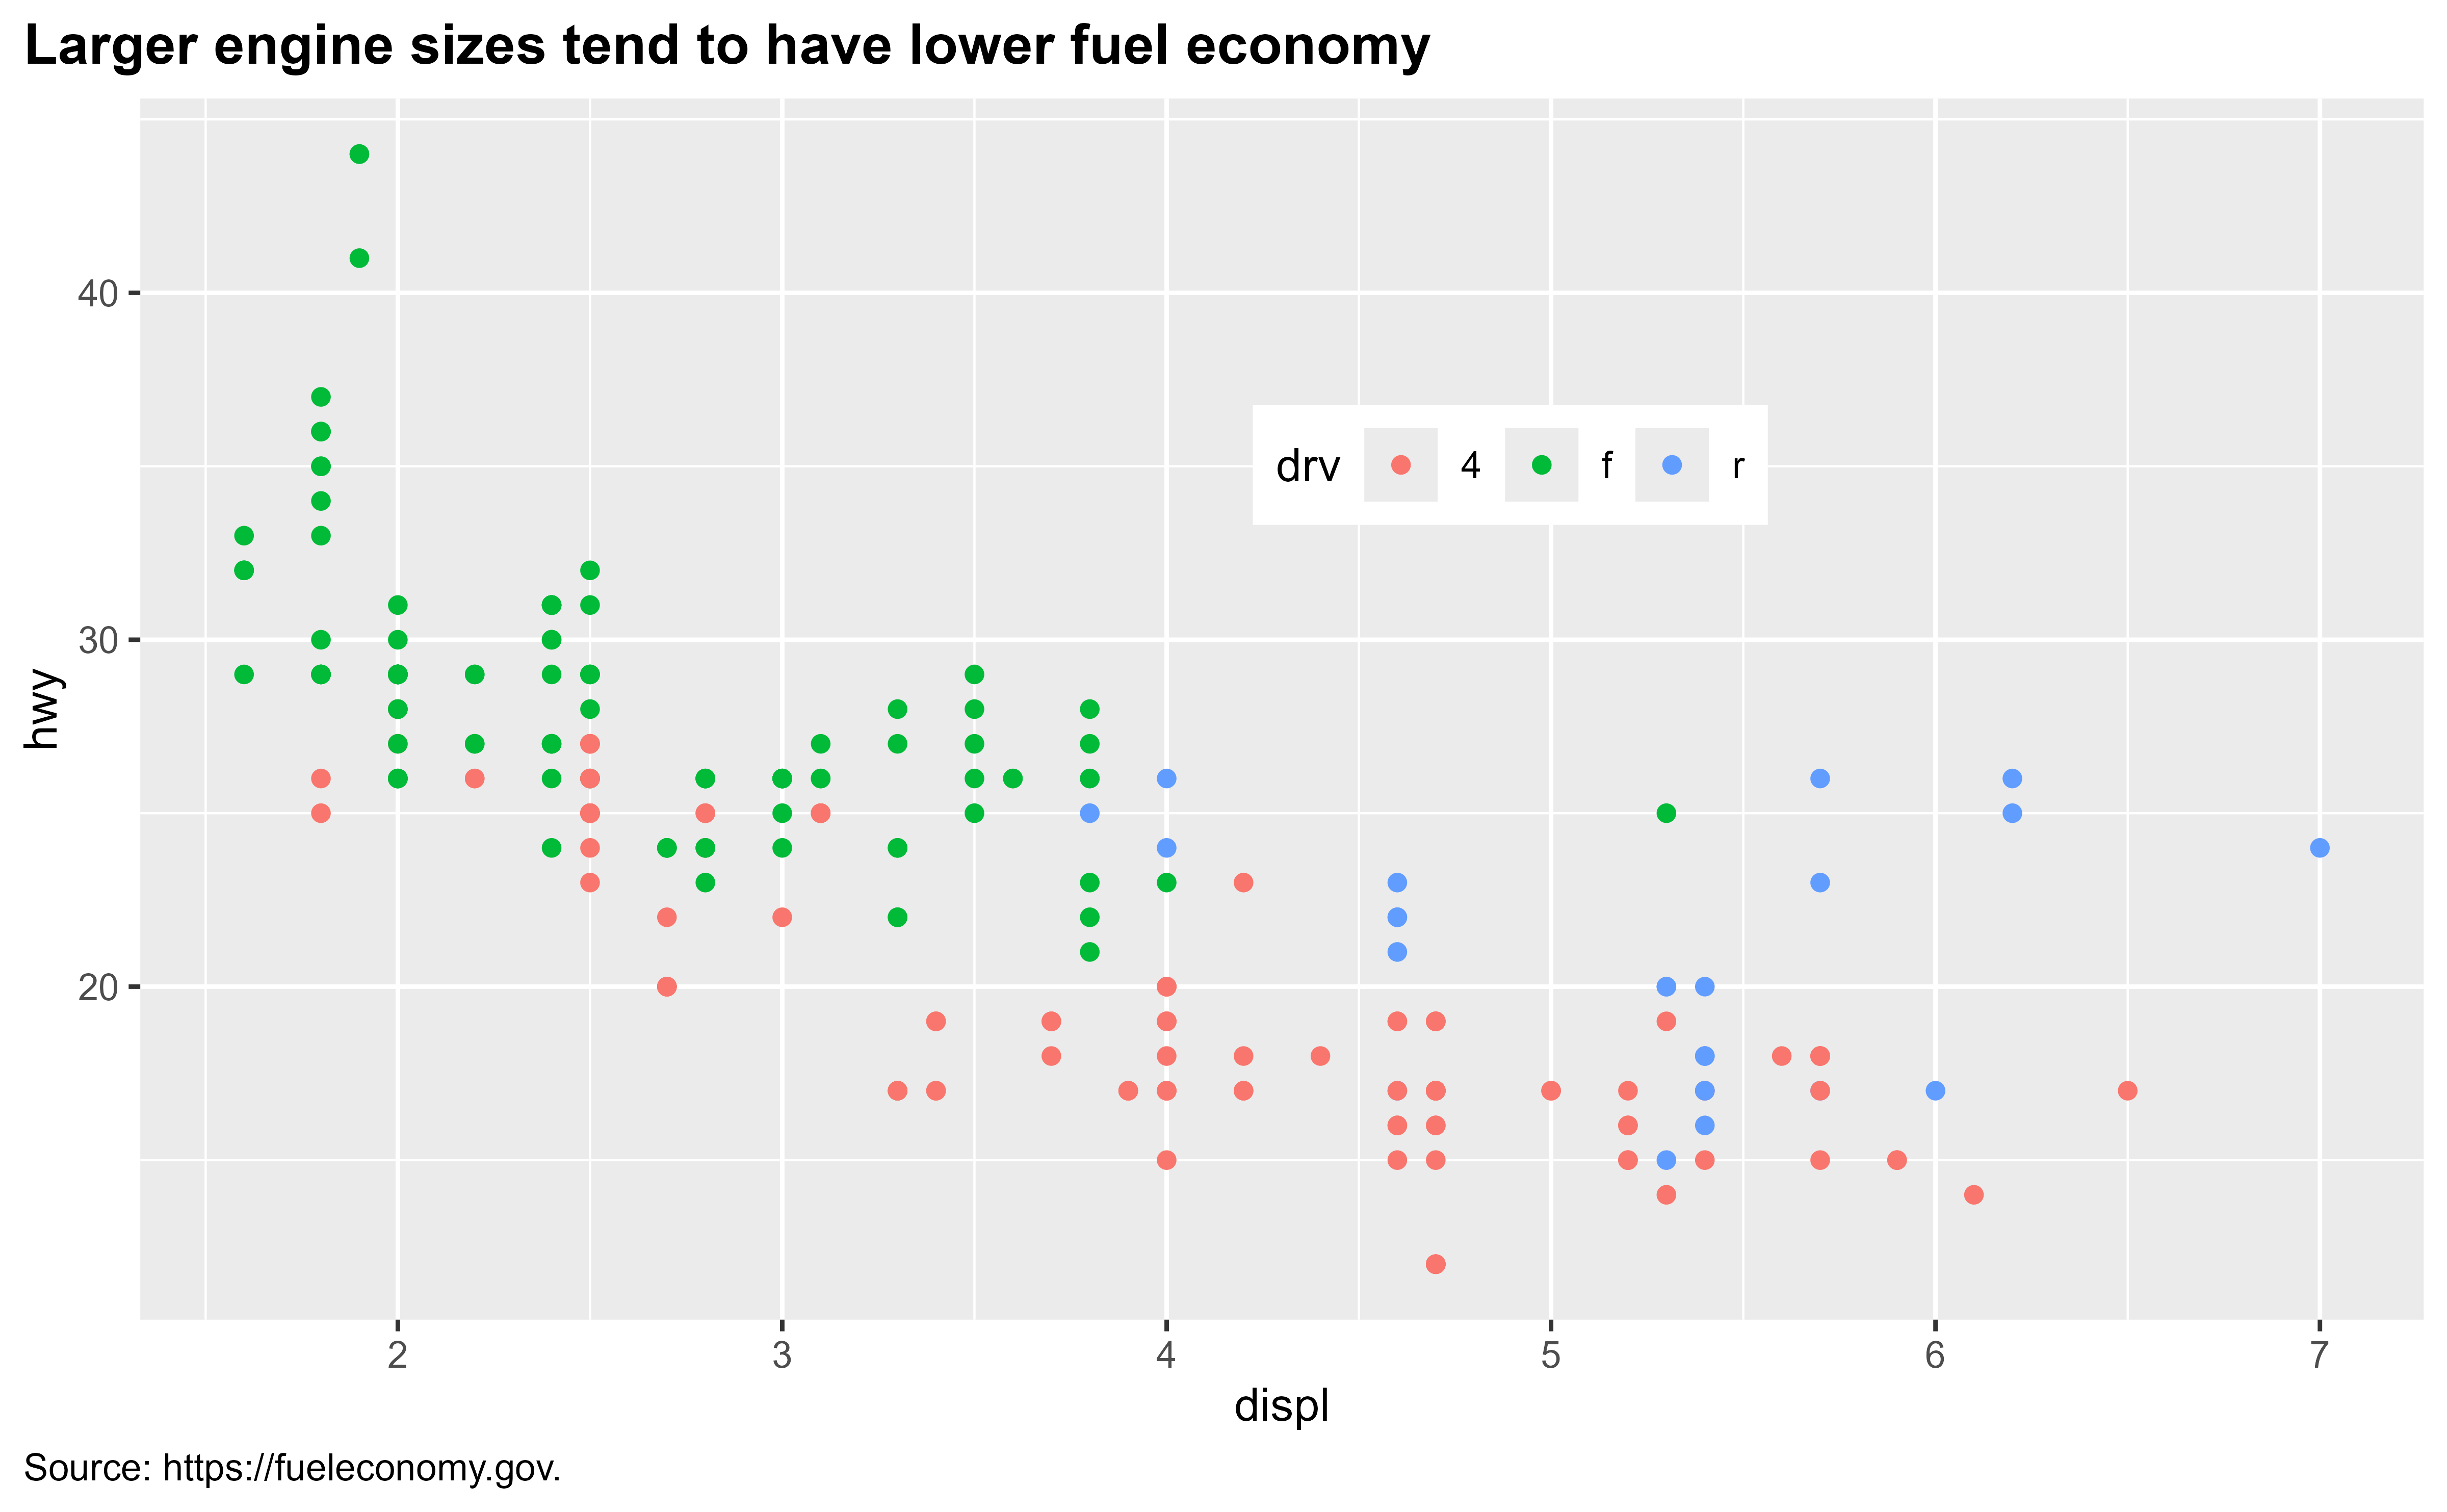 Larger engine sizes tend to have lower fuel economy
40
30
20
hwy
drv 4 f r
2 3 4 5 6 7
displ
Source: https://fueleconomy.gov.